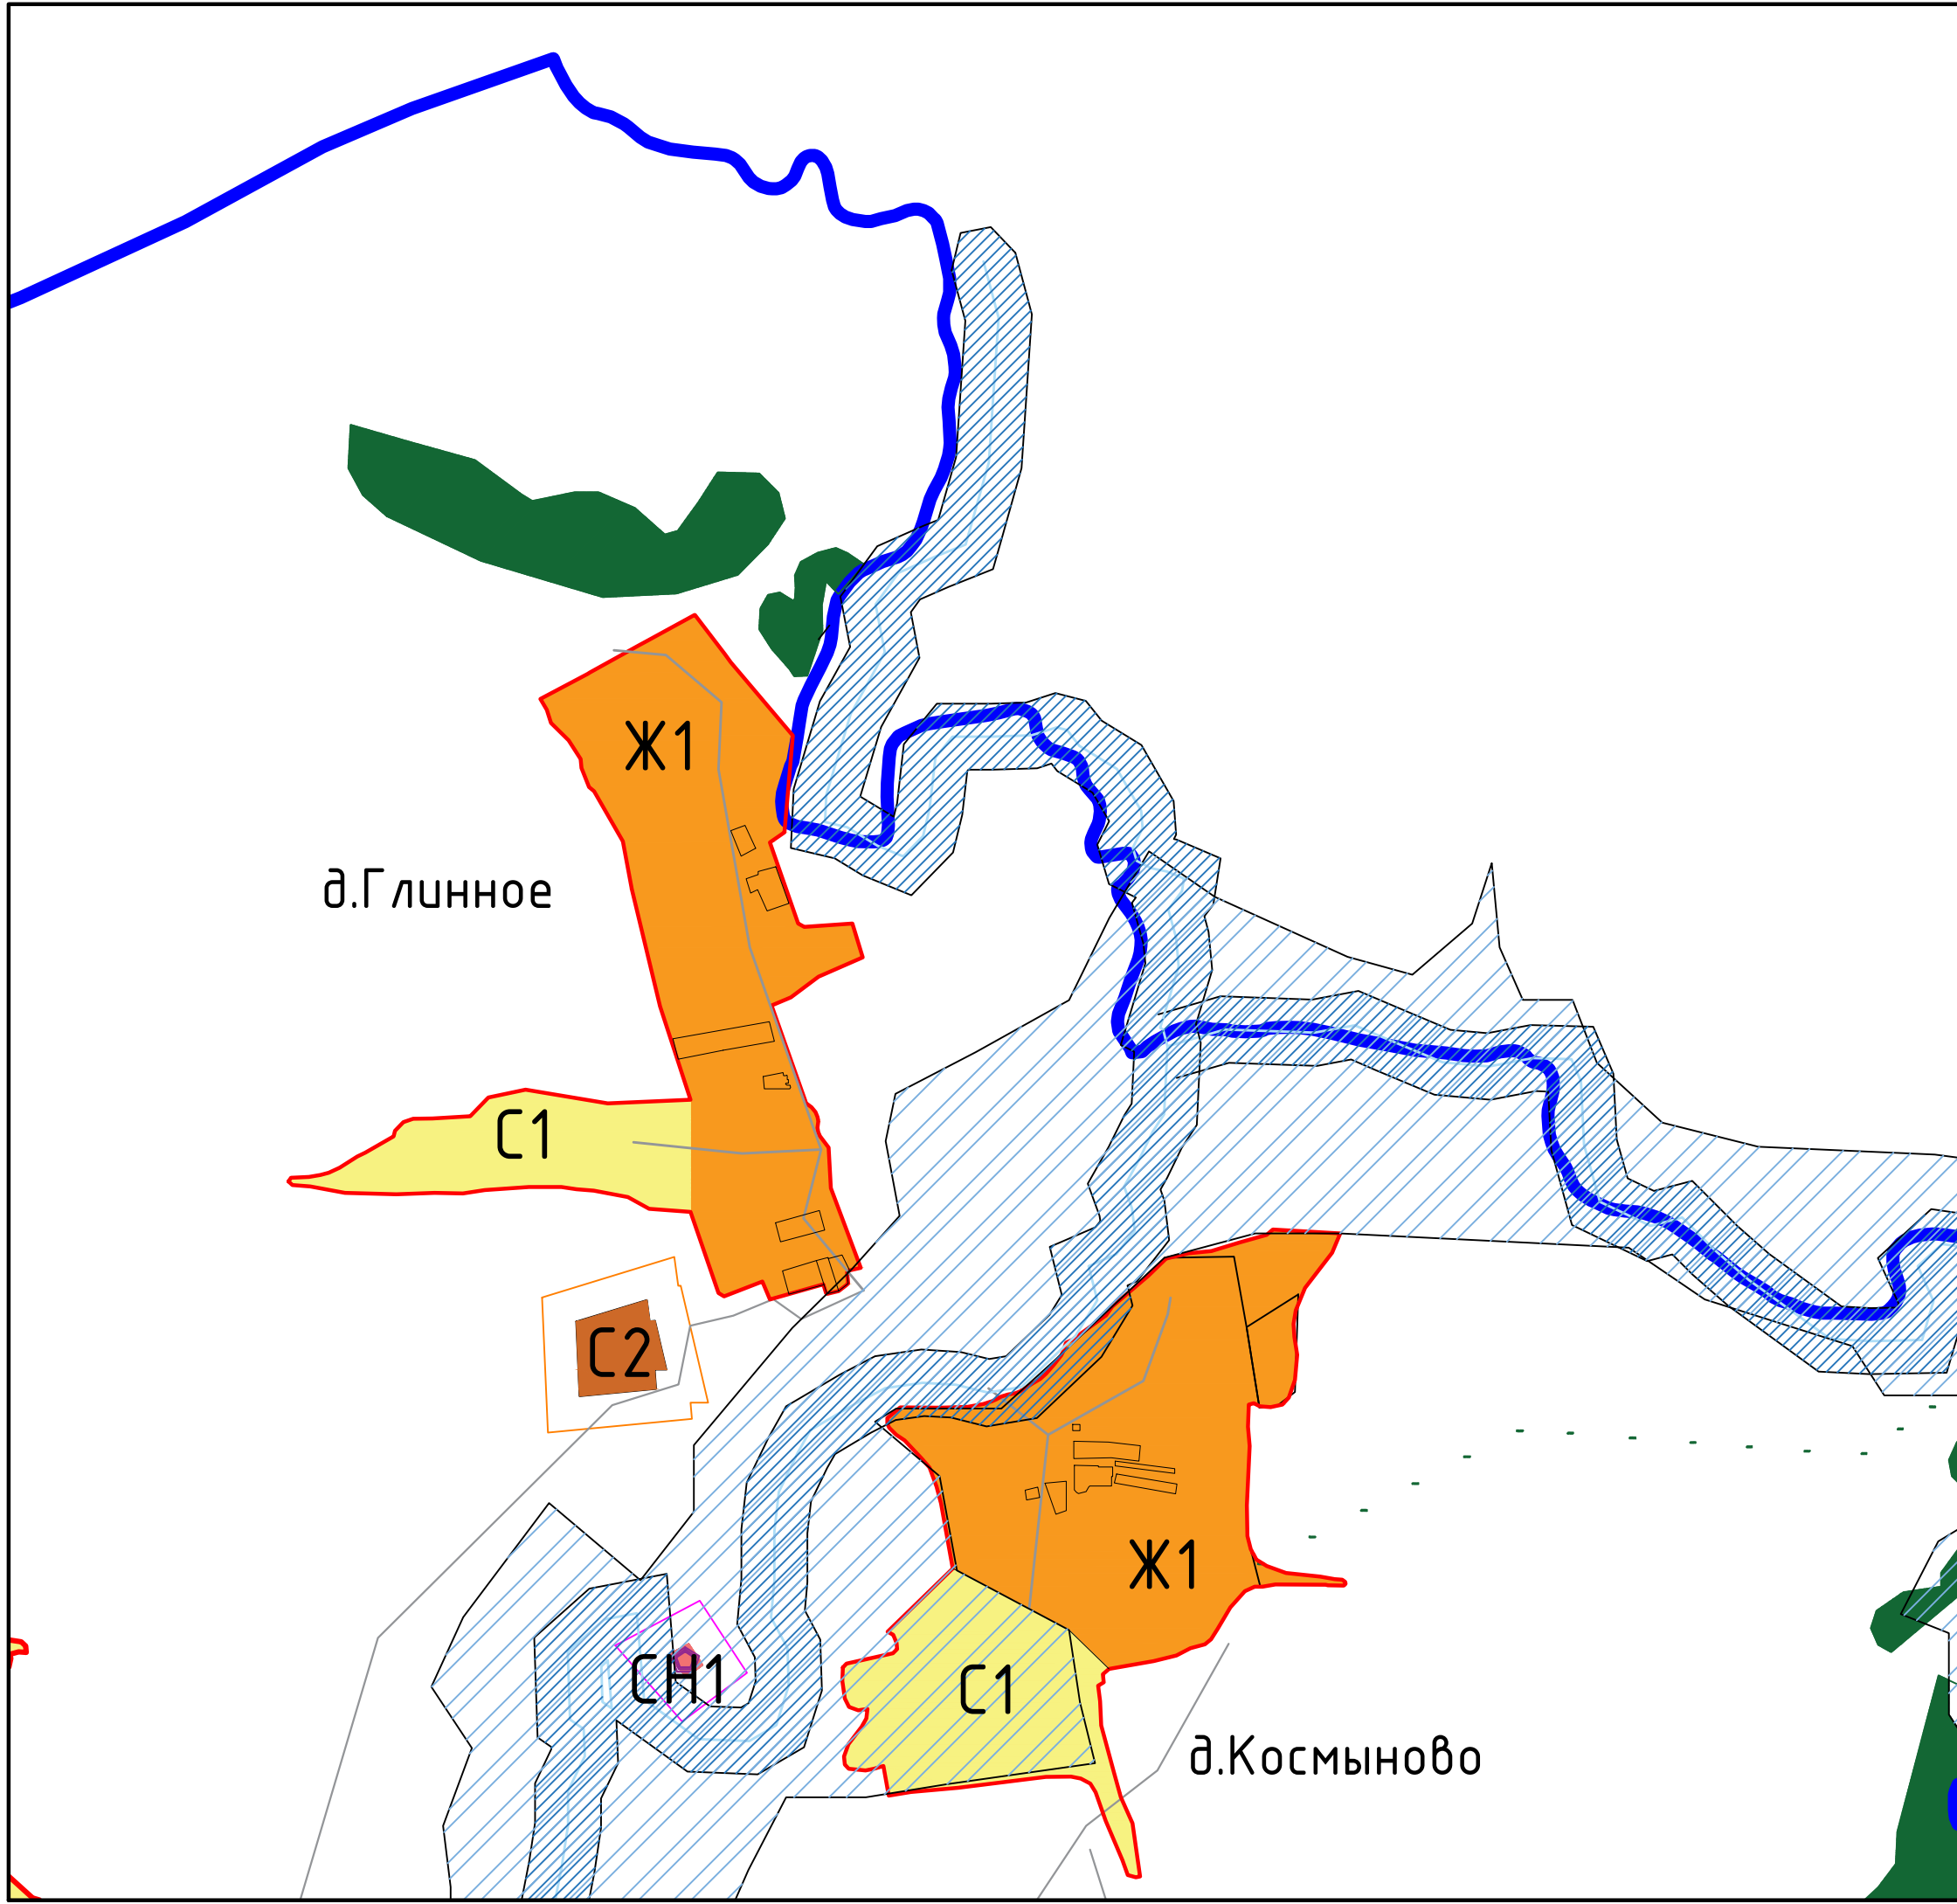 Ж1
д.Глинное
С1
С2
Ж1
СН1
С1
д.Космыново